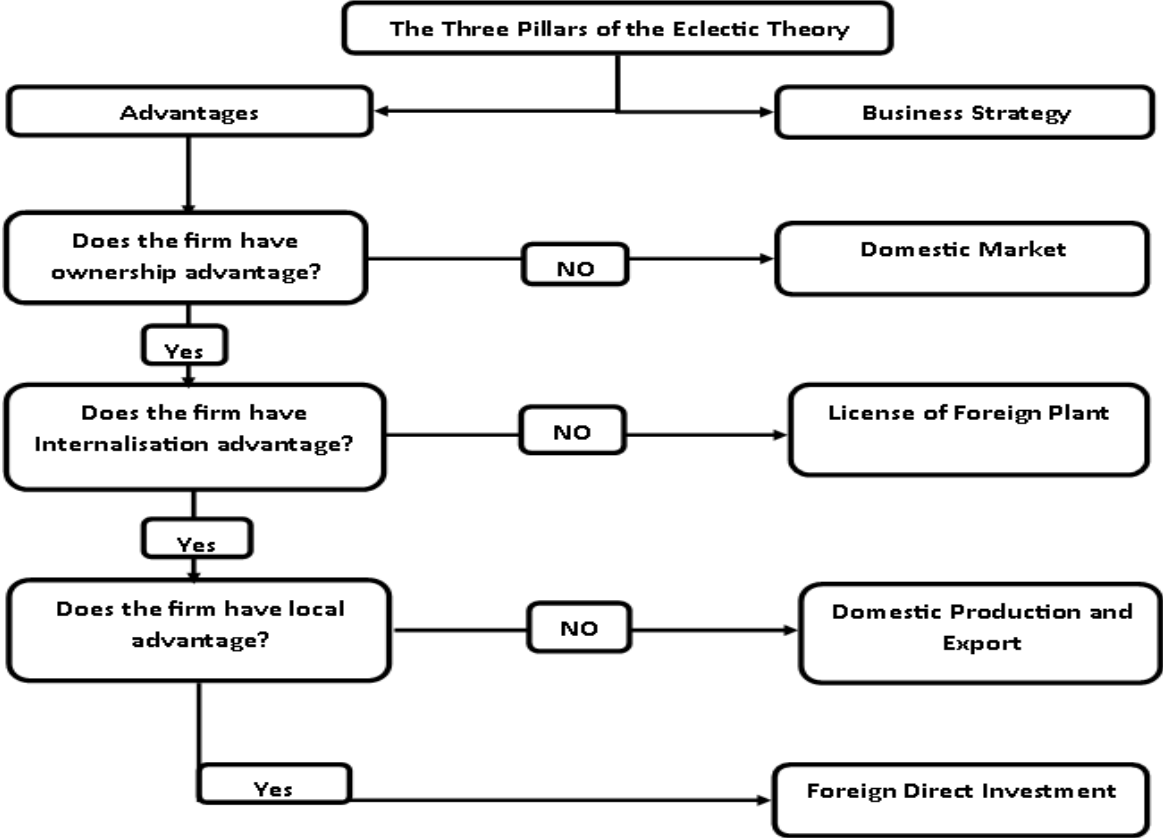 The Three Pillars of the Eclectic Theory
Advantages
Business Strategy
Does the firm have
ownership advantage?
NO
Domestic Market
Yes
Does the firm have
Internalisation advantage?
NO
License of Foreign Plant
Yes
Does the firm have local
advantage?
NO
Domestic Production and
Export
Yes
Foreign Direct Investment